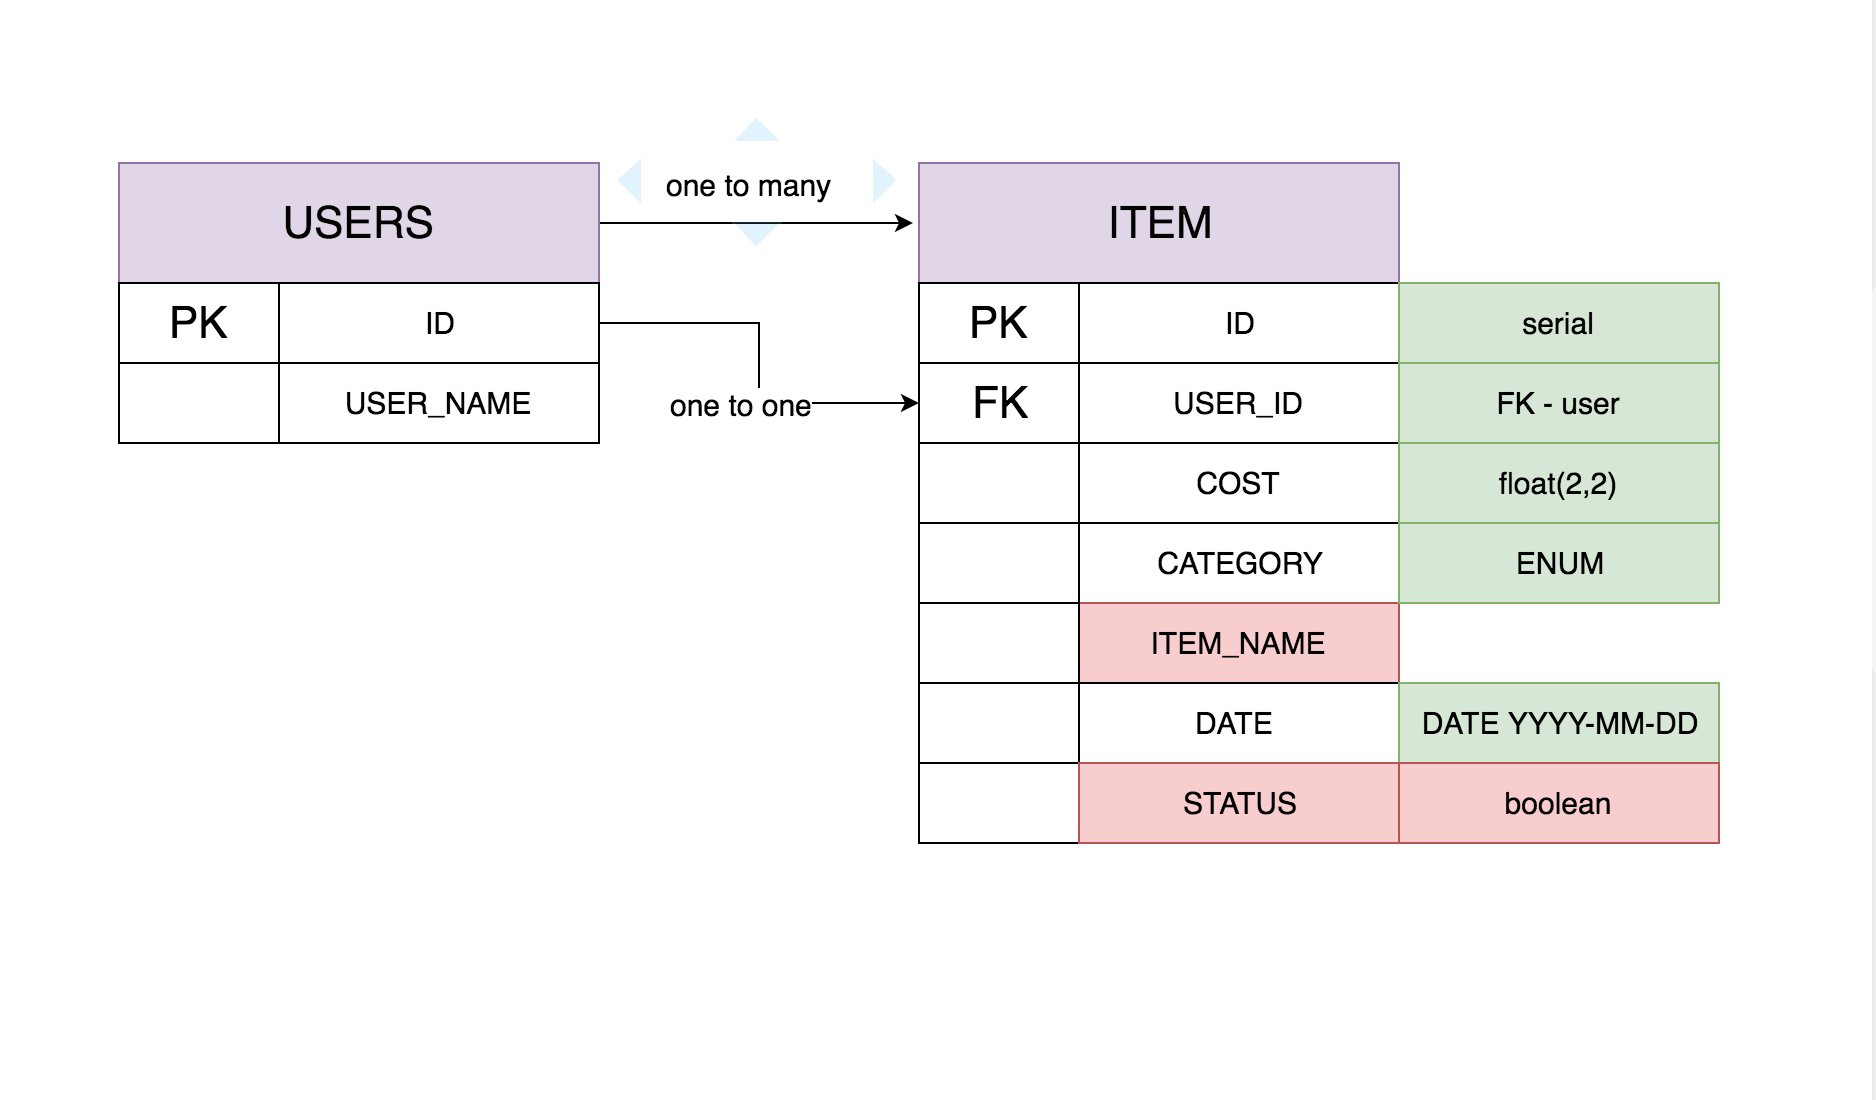 one to many
USERS
ITEM
PK ID
PK ID serial
USER_NAME
one to one
FK USER_ID FK - user
COST float(2,2)
CATEGORY ENUM
ITEM_NAME
DATE DATE YYYY-MM-DD
STATUS boolean